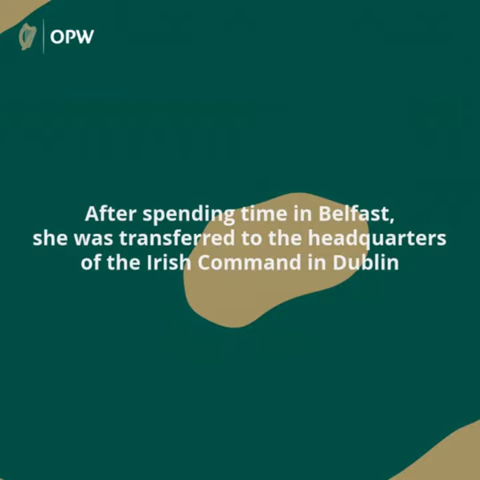 OPW
After spending time in Belfast,
she was transferred to the headquarters
of the Irish Command in Dublin